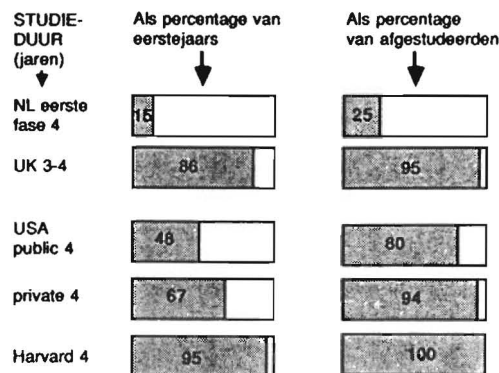 STUDIE-
DUUR
(jaren)
Als percentage van
eerstejaars
Als percentage
van afgestudeerden
NL eerste
fase 4
15
25
UK 3-4
86
95
USA
public 4
48
80
private 4
67
94
Harvard 4
95
100